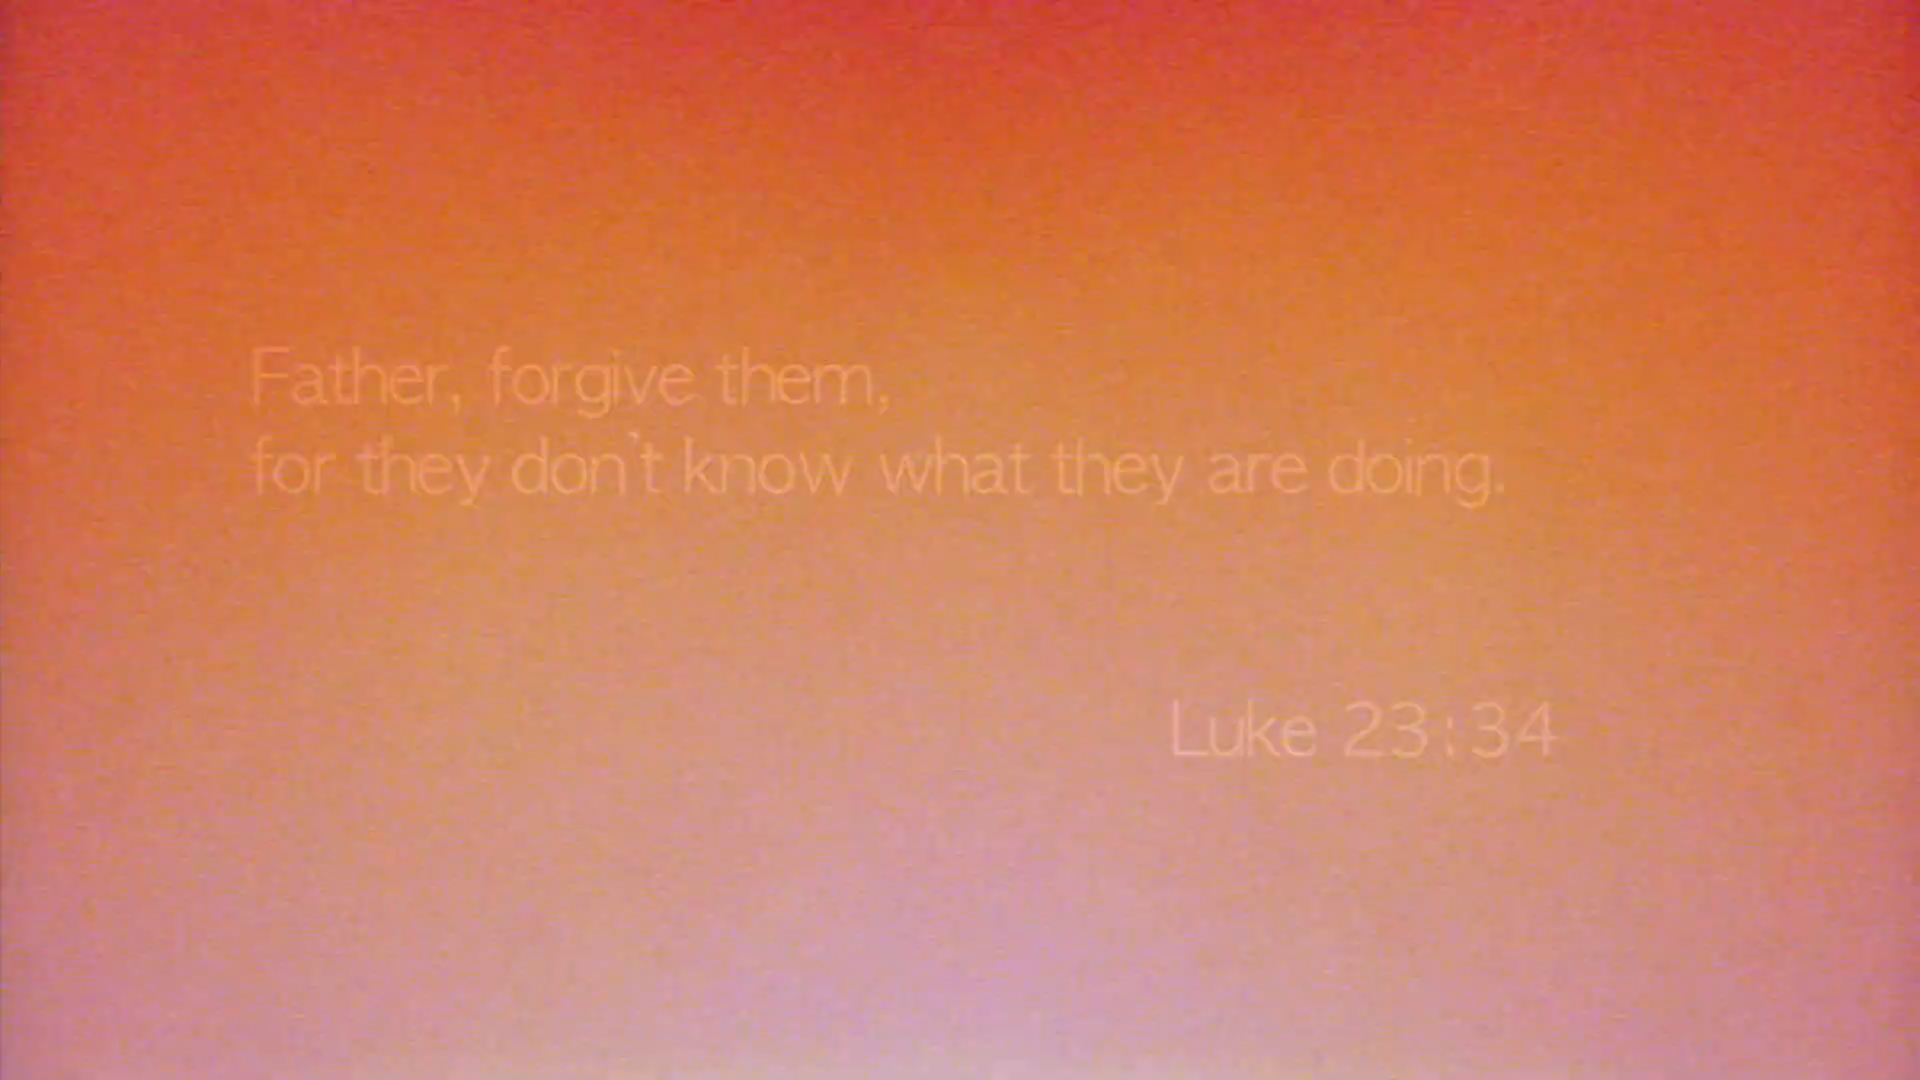 Father, forgive them,
for they don't know what they are doing.
Luke 23:34